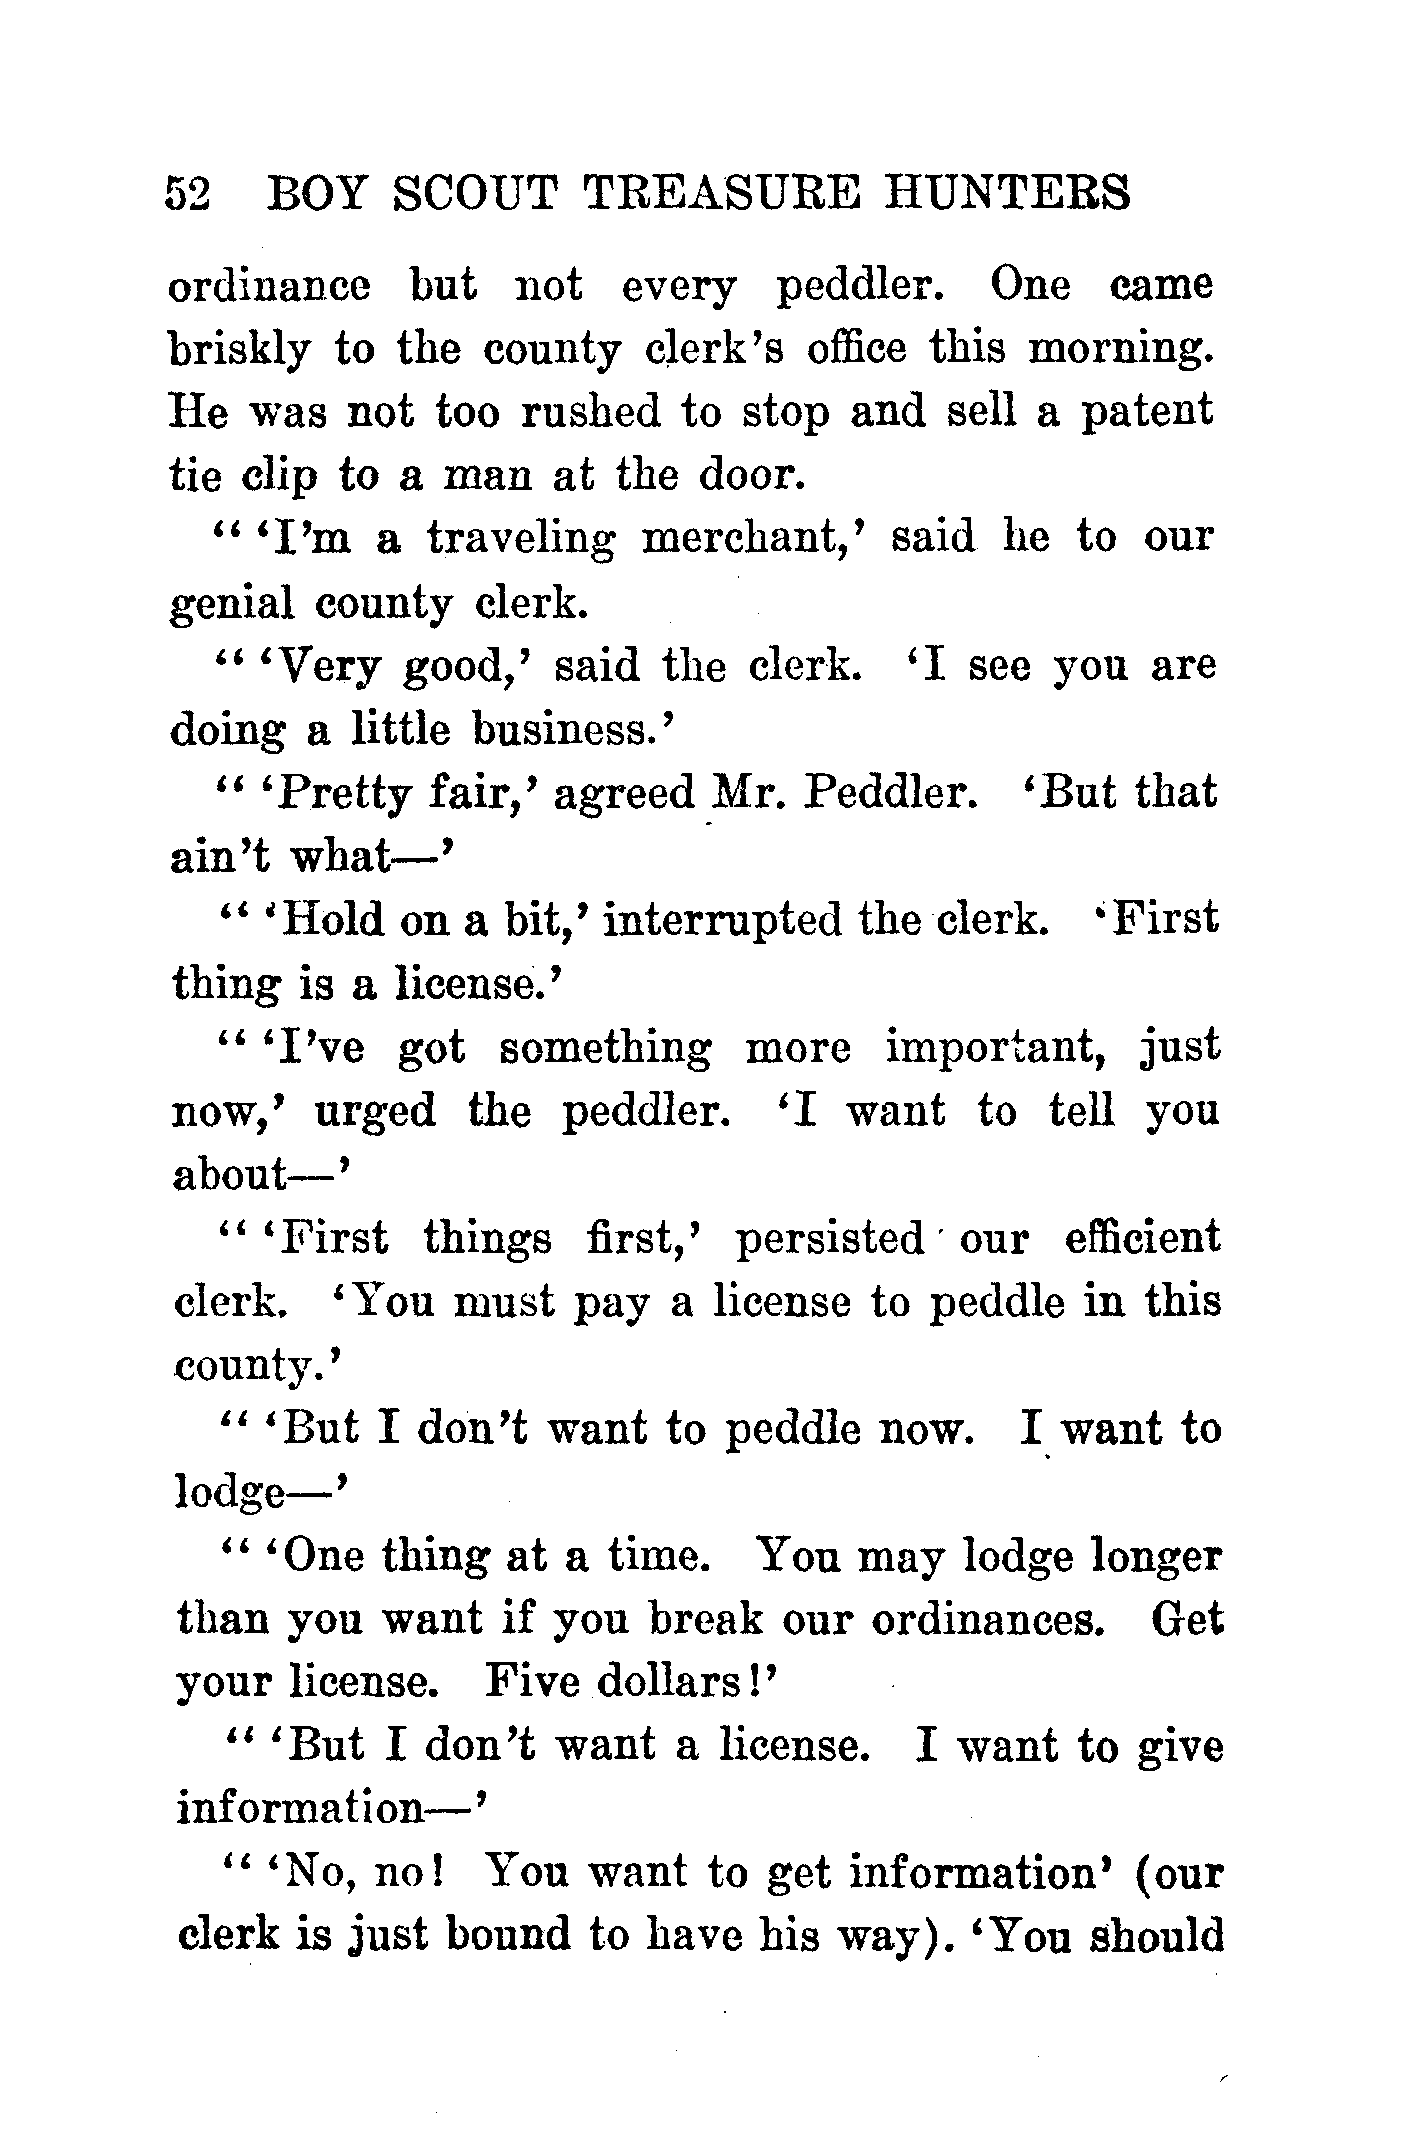 52 BOY SCOUT TREASURE HUNTERS
ordinance but not every peddler. One came
briskly to the county clerk's office this morning.
He was not too rushed to stop and sell a patent
tie clip to a man at the door.
“ ‘I’m a traveling merchant,’ said he to our
genial county clerk.
“ ‘Very good,’ said the clerk. ‘I see you are
doing a little business.’
“ ‘Pretty fair,’ agreed Mr. Peddler. ‘But that
ain’t what—’
“ ‘Hold on a bit,’ interrupted the clerk. ‘First
thing is a license.’
“ ‘I’ve got something more important, just
now,’ urged the peddler. ‘I want to tell you
about—’
“ ‘First things first,’ persisted our efficient
clerk. ‘You must pay a license to peddle in this
county.’
“ ‘But I don’t want to peddle now. I want to
lodge—’
“ ‘One thing at a time. You may lodge longer
than you want if you break our ordinances. Get
your license. Five dollars!’
“ ‘But I don’t want a license. I want to give
information—’
“ ‘No, no! You want to get information’ (our
clerk is just bound to have his way). ‘You should